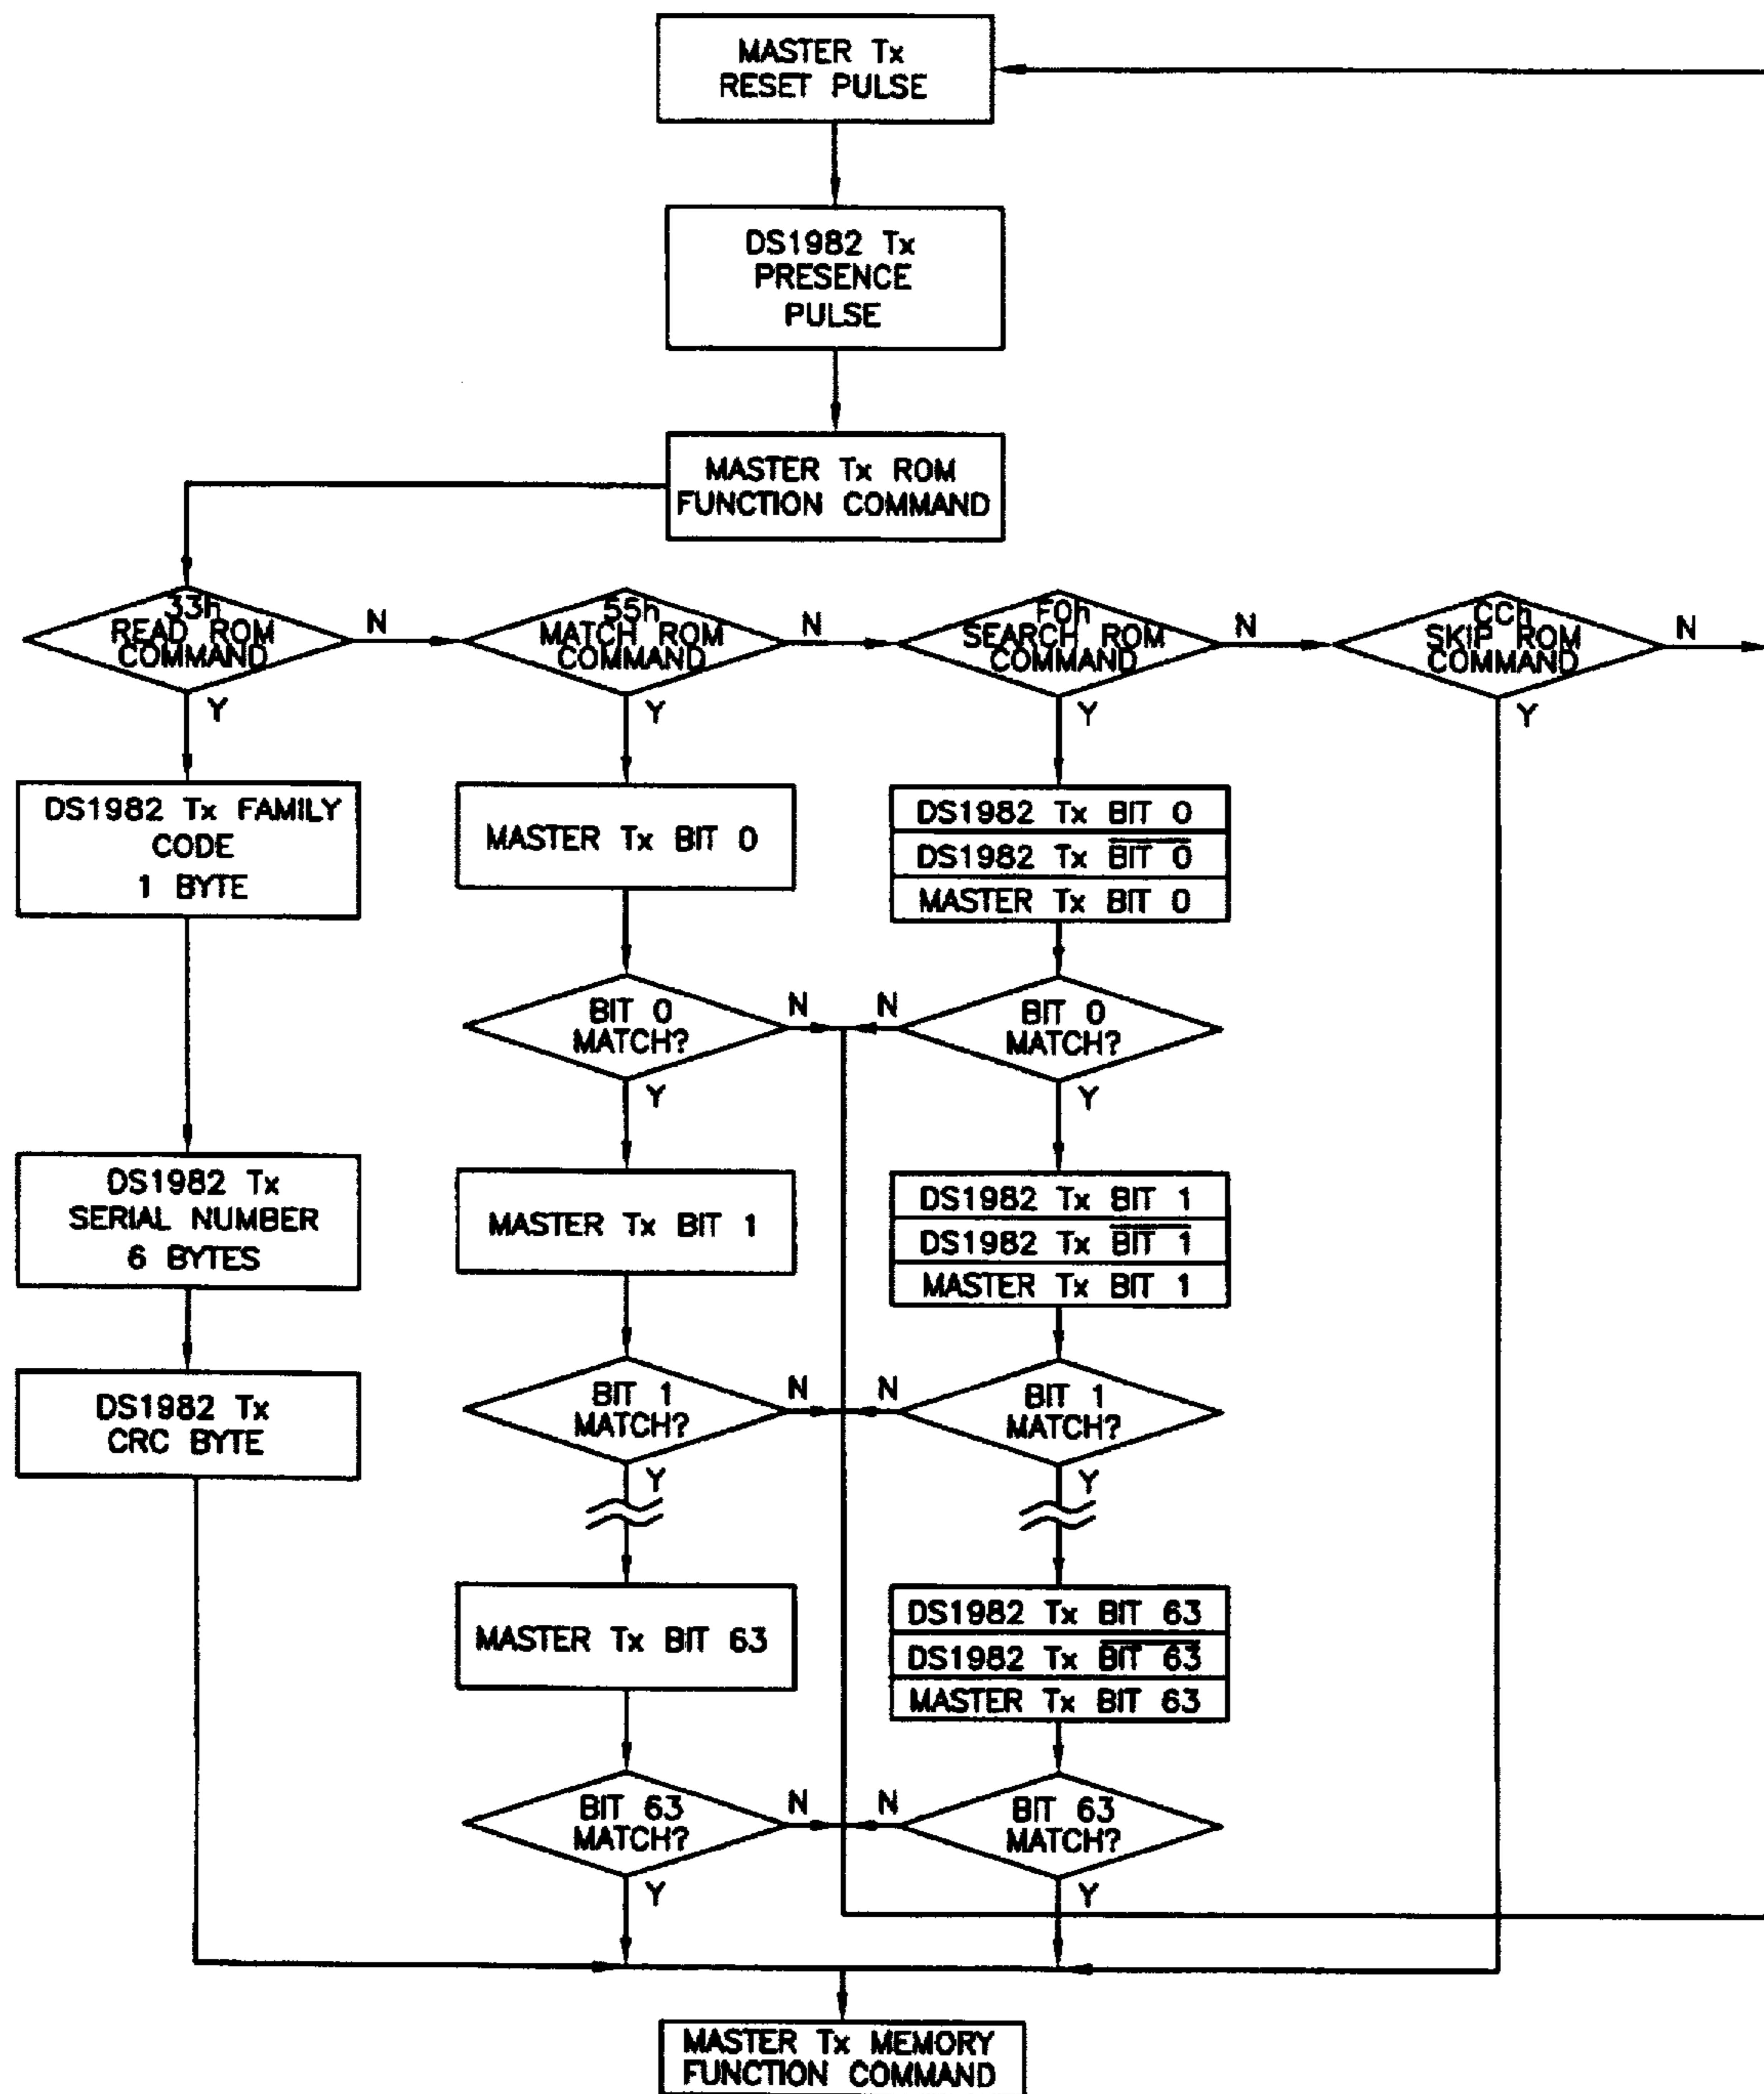 MASTER Tx
RESET PULSE
DS1982 Tx
PRESENCE
PULSE
MASTER Tx ROM
FUNCTION COMMAND
33h
READ ROM
COMMAND
N
Y
55h
MATCH ROM
COMMAND
N
Y
F0h
SEARCH ROM
COMMAND
N
Y
CCh
SKIP ROM
COMMAND
N
Y
DS1982 Tx FAMILY
CODE
1 BYTE
DS1982 Tx
SERIAL NUMBER
6 BYTES
DS1982 Tx
CRC BYTE
MASTER Tx BIT 0
BIT 0
MATCH?
N
Y
MASTER Tx BIT 1
BIT 1
MATCH?
N
Y
MASTER Tx BIT 63
BIT 63
MATCH?
N
Y
DS1982 Tx BIT 0
DS1982 Tx B̅I̅T̅ ̅0̅
MASTER Tx BIT 0
N
BIT 0
MATCH?
Y
DS1982 Tx BIT 1
DS1982 Tx B̅I̅T̅ ̅1̅
MASTER Tx BIT 1
N
BIT 1
MATCH?
Y
DS1982 Tx BIT 63
DS1982 Tx B̅I̅T̅ ̅6̅3̅
MASTER Tx BIT 63
N
BIT 63
MATCH?
Y
MASTER Tx MEMORY
FUNCTION COMMAND